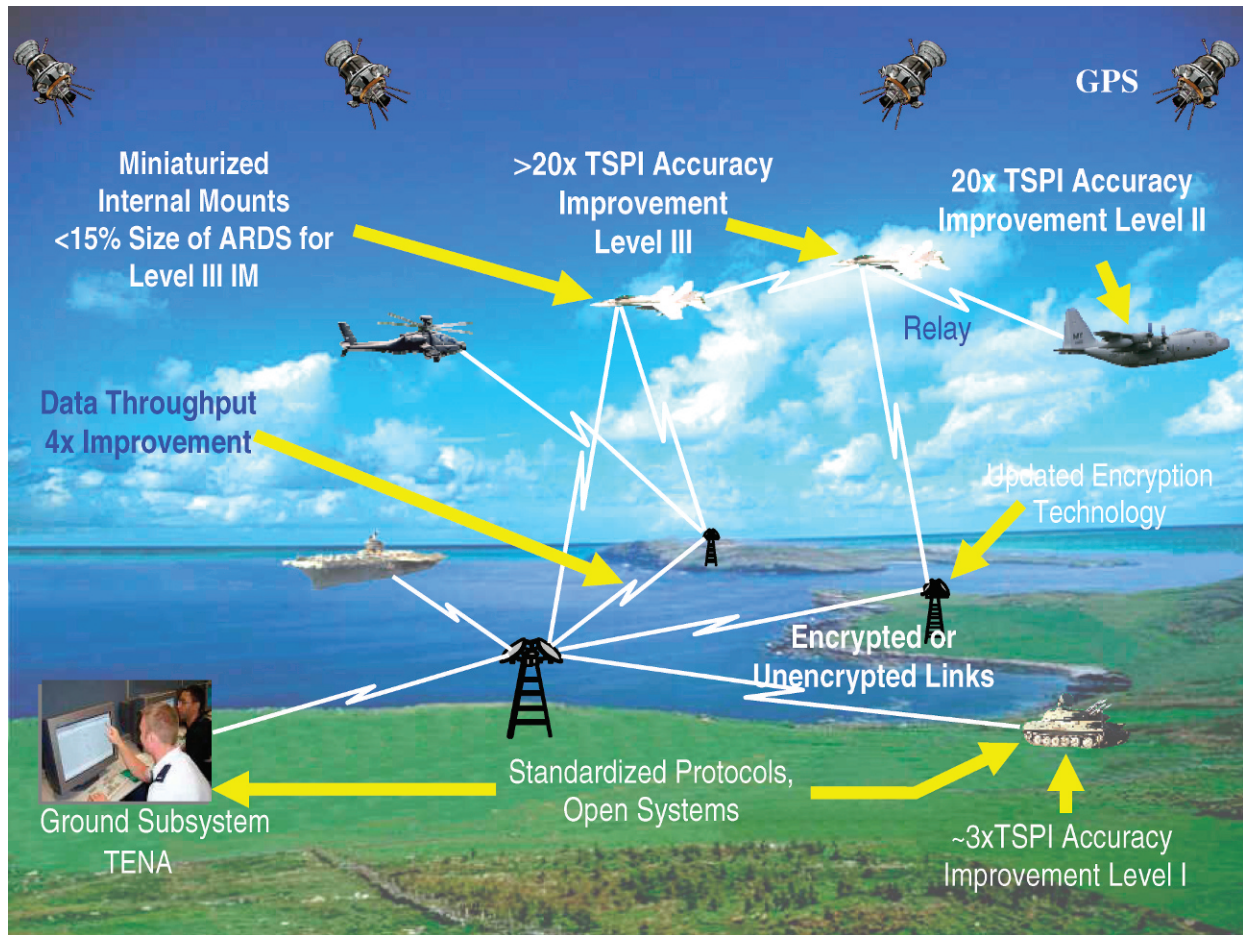 GPS
Miniaturized
Internal Mounts
<15% Size of ARDS for
Level III IM
>20x TSPI Accuracy
Improvement
Level III
20x TSPI Accuracy
Improvement Level II
Relay
Data Throughput
4x Improvement
Updated Encryption
Technology
Encrypted or
Unencrypted Links
Standardized Protocols,
Open Systems
Ground Subsystem
TENA
~3xTSPI Accuracy
Improvement Level I